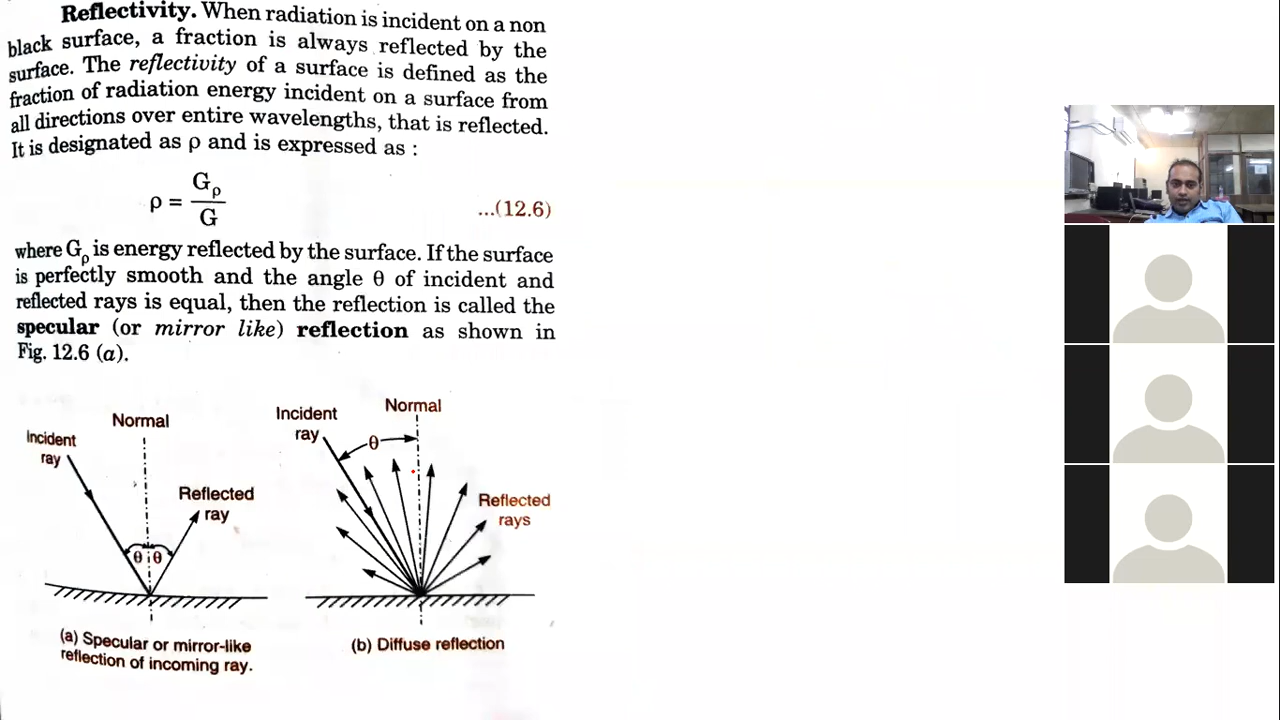 Reflectivity. When radiation is incident on a non
black surface, a fraction is always reflected by the
surface. The reflectivity of a surface is defined as the
fraction of radiation energy incident on a surface from
all directions over entire wavelengths, that is reflected.
It is designated as ρ and is expressed as :
ρ = Gρ / G ...(12.6)
where Gρ is energy reflected by the surface. If the surface
is perfectly smooth and the angle θ of incident and
reflected rays is equal, then the reflection is called the
specular (or mirror like) reflection as shown in
Fig. 12.6 (a).
Normal
Incident
ray
Reflected
ray
θ θ
(a) Specular or mirror-like
reflection of incoming ray.
Normal
Incident
ray
θ
Reflected
rays
(b) Diffuse reflection